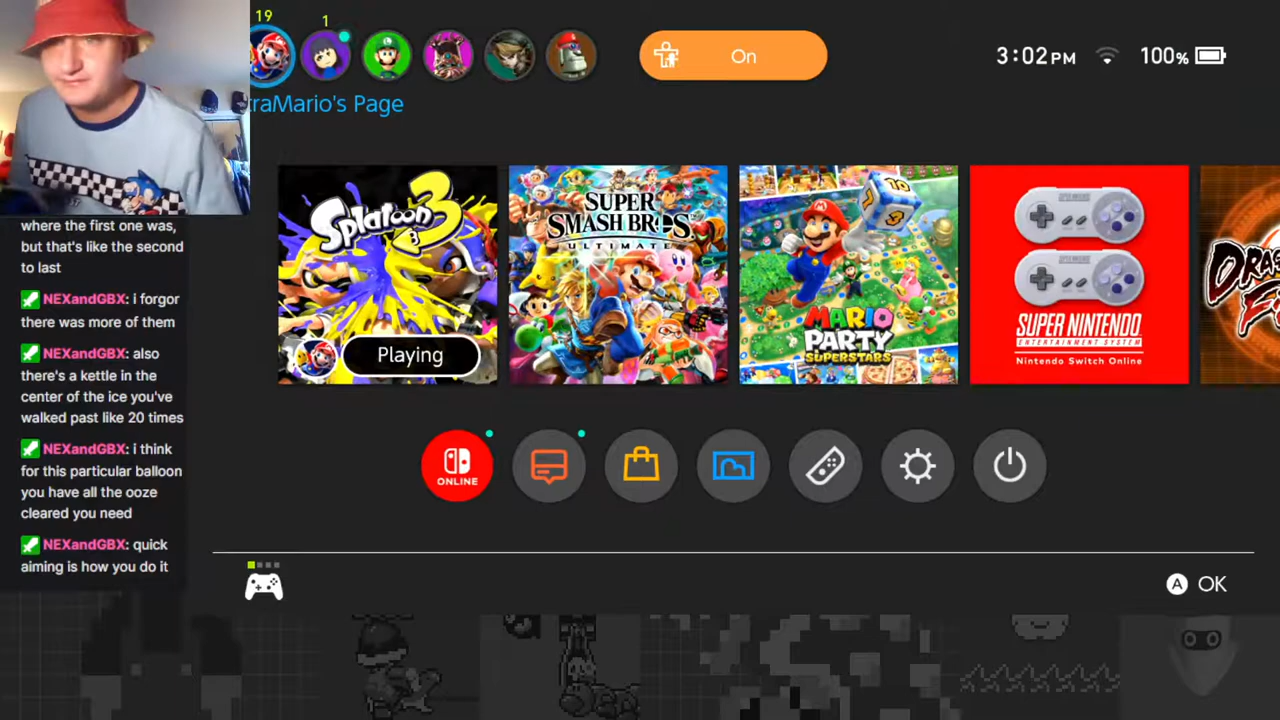 19
1
On
3:02PM
100%
traMario's Page
where the first one was,
but that's like the second
to last
NEXandGBX: i forgor
there was more of them
NEXandGBX: also
there's a kettle in the
center of the ice you've
walked past like 20 times
NEXandGBX: i think
for this particular balloon
you have all the ooze
cleared you need
NEXandGBX: quick
aiming is how you do it
Splatoon 3
Playing
SUPER
SMASH BROS.
ULTIMATE
10
3
MARIO
PARTY
SUPERSTARS
SUPER NINTENDO
ENTERTAINMENT SYSTEM
Nintendo Switch Online
ONLINE
A OK